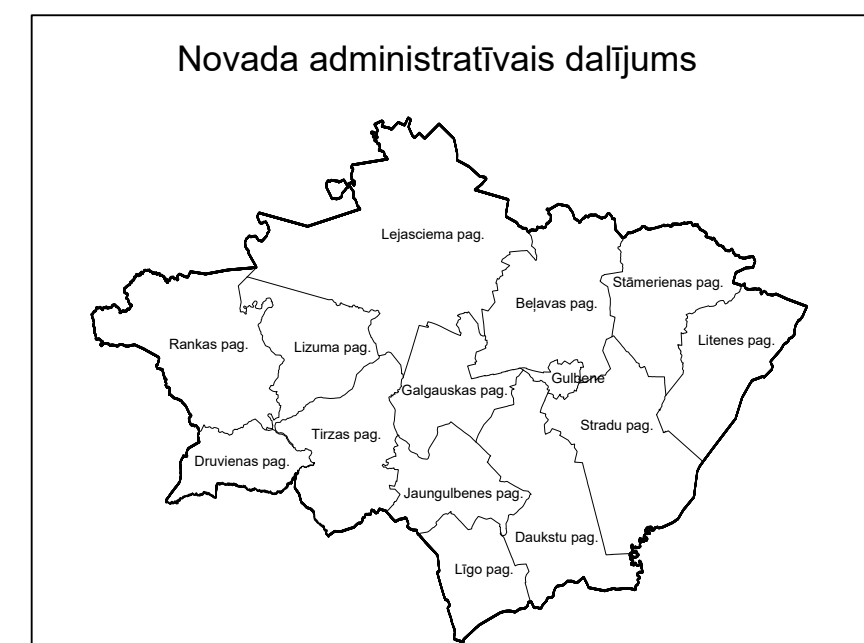 Novada administratīvais dalījums
Lejasciema pag.
Stāmerienas pag.
Beļavas pag.
Litenes pag.
Rankas pag.
Lizuma pag.
Gulbene
Galgauskas pag.
Stradu pag.
Tirzas pag.
Druvienas pag.
Jaungulbenes pag.
Daukstu pag.
Līgo pag.